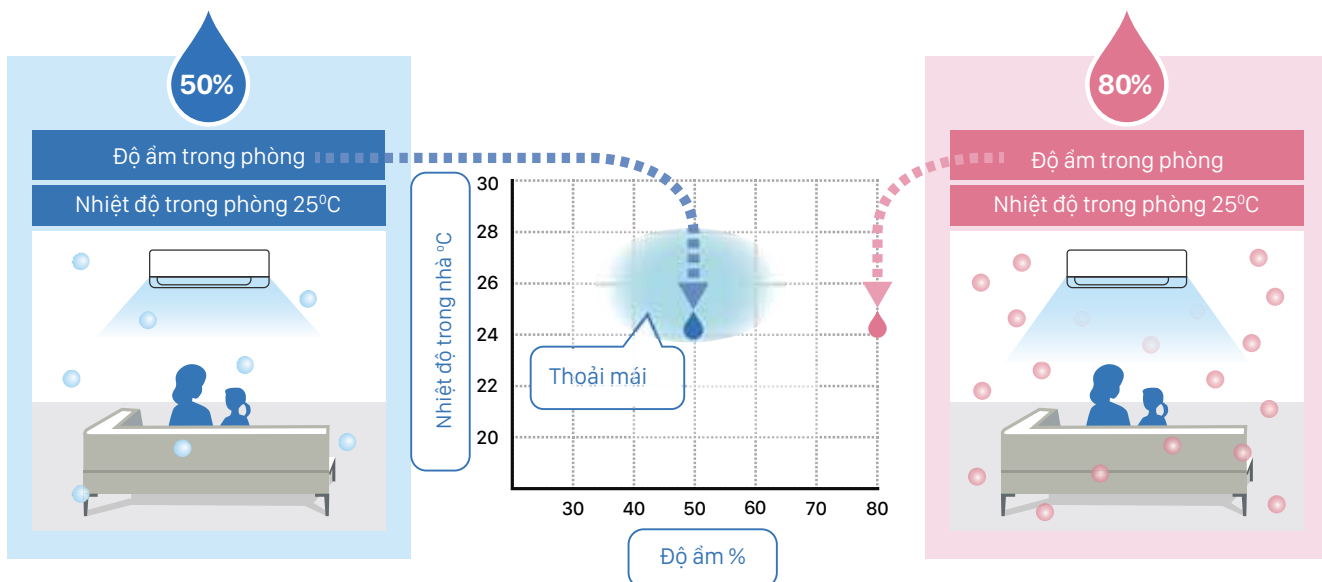 50%
Độ ẩm trong phòng
Nhiệt độ trong phòng 25⁰C
Nhiệt độ trong nhà ⁰C
30
28
26
24
22
20
Thoải mái
30 40 50 60 70 80
Độ ẩm %
80%
Độ ẩm trong phòng
Nhiệt độ trong phòng 25⁰C